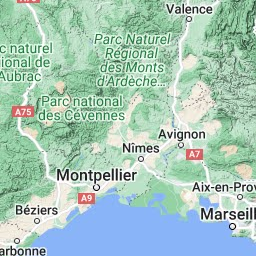 Valence
Parc Naturel
Régional
des Monts
d'Ardèche...
rc naturel
ional de
Aubrac
A75
Parc national
des Cévennes
Avignon
Nîmes
A7
Montpellier
A9
Aix-en-Pro
Béziers
Marseill
arbonne